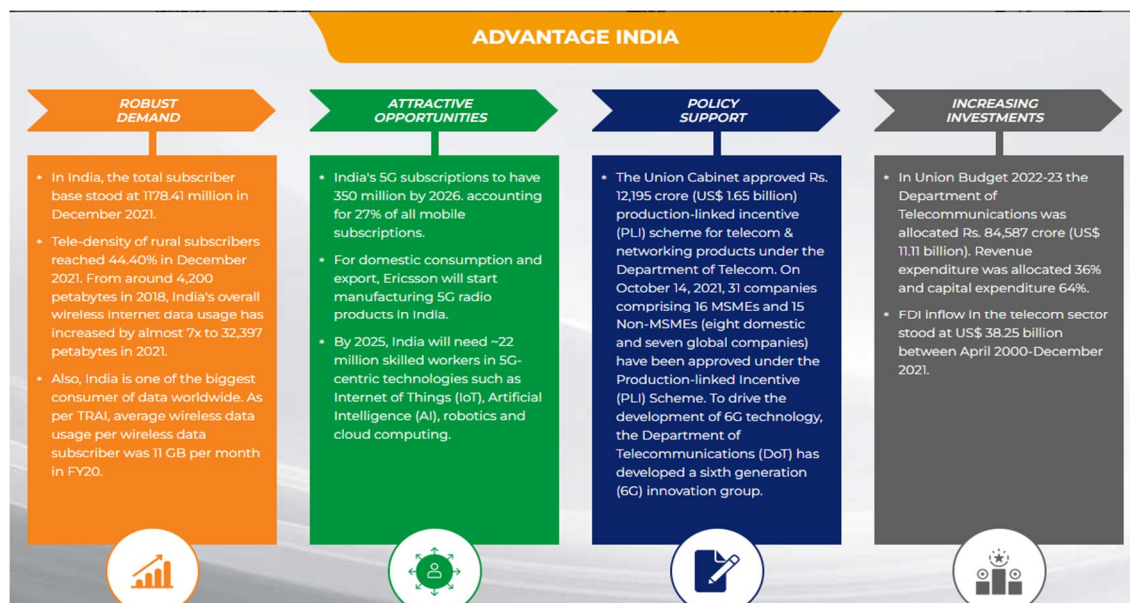 ADVANTAGE INDIA
ROBUST
DEMAND
* In India, the total subscriber
base stood at 1178.41 million in
December 2021.
* Tele-density of rural subscribers
reached 44.40% in December
2021. From around 4,200
petabytes in 2018, India's overall
wireless internet data usage has
increased by almost 7x to 32,397
petabytes in 2021.
* Also, India is one of the biggest
consumer of data worldwide. As
per TRAI, average wireless data
usage per wireless data
subscriber was 11 GB per month
in FY20.
ATTRACTIVE
OPPORTUNITIES
* India's 5G subscriptions to have
350 million by 2026. accounting
for 27% of all mobile
subscriptions.
* For domestic consumption and
export, Ericsson will start
manufacturing 5G radio
products in India.
* By 2025, India will need ~22
million skilled workers in 5G-
centric technologies such as
Internet of Things (IoT), Artificial
Intelligence (AI), robotics and
cloud computing.
POLICY
SUPPORT
* The Union Cabinet approved Rs.
12,195 crore (US$ 1.65 billion)
production-linked incentive
(PLI) scheme for telecom &
networking products under the
Department of Telecom. On
October 14, 2021, 31 companies
comprising 16 MSMEs and 15
Non-MSMEs (eight domestic
and seven global companies)
have been approved under the
Production-linked Incentive
(PLI) Scheme. To drive the
development of 6G technology,
the Department of
Telecommunications (DoT) has
developed a sixth generation
(6G) innovation group.
INCREASING
INVESTMENTS
* In Union Budget 2022-23 the
Department of
Telecommunications was
allocated Rs. 84,587 crore (US$
11.11 billion). Revenue
expenditure was allocated 36%
and capital expenditure 64%.
* FDI inflow in the telecom sector
stood at US$ 38.25 billion
between April 2000-December
2021.